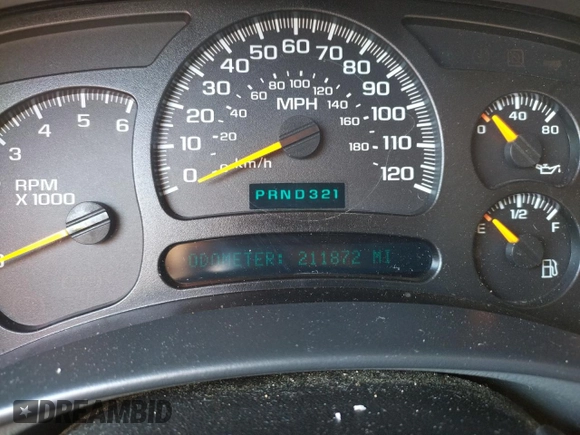 60
50 70
40 80
30 90
20 100
10 110
0 120
20 40 60 80 100 120 140 160 180
MPH
km/h
PRND321
ODOMETER: 211872 MI
3 4 5 6
RPM
X 1000
0 40 80
E 1/2 F
DREAMBID